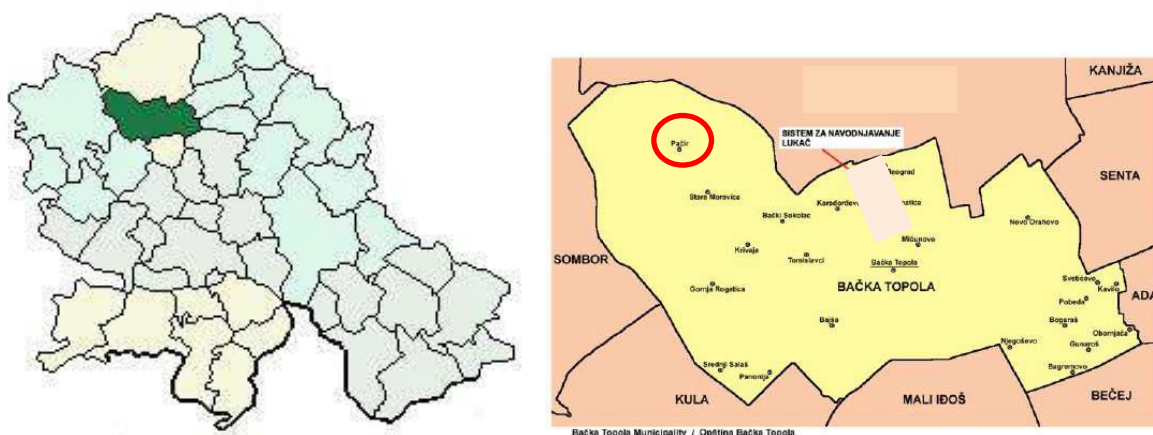 KANJIŽA
SISTEM ZA NAVODNJAVANJE
LUKAČ
Pačir
Beograd
SENTA
Stara Moravica
Karađorđevo
Bački Sokolac
Novo Orahovo
Mićunovo
Krivaja
Tomislavci
Bačka Topola
SOMBOR
Gornja Rogatica
BAČKA TOPOLA
Svetićevo
Kavilo
Pobeda
ADA
Bajša
Bogaraš
Obornjača
Njegoševo
Gunaroš
Srednji Salaš
Panonija
Bagremovo
KULA
MALI IĐOŠ
BEČEJ
Bačka Topola Municipality / Opština Bačka Topola